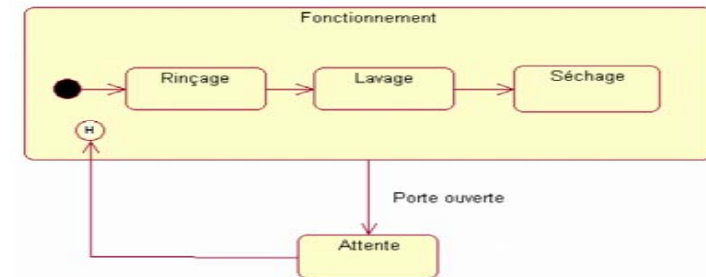 Fonctionnement
Rinçage
Lavage
Séchage
H
Porte ouverte
Attente